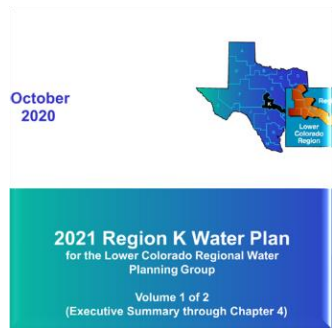 October
2020
Lower
Colorado
Region
2021 Region K Water Plan
for the Lower Colorado Regional Water
Planning Group
Volume 1 of 2
(Executive Summary through Chapter 4)